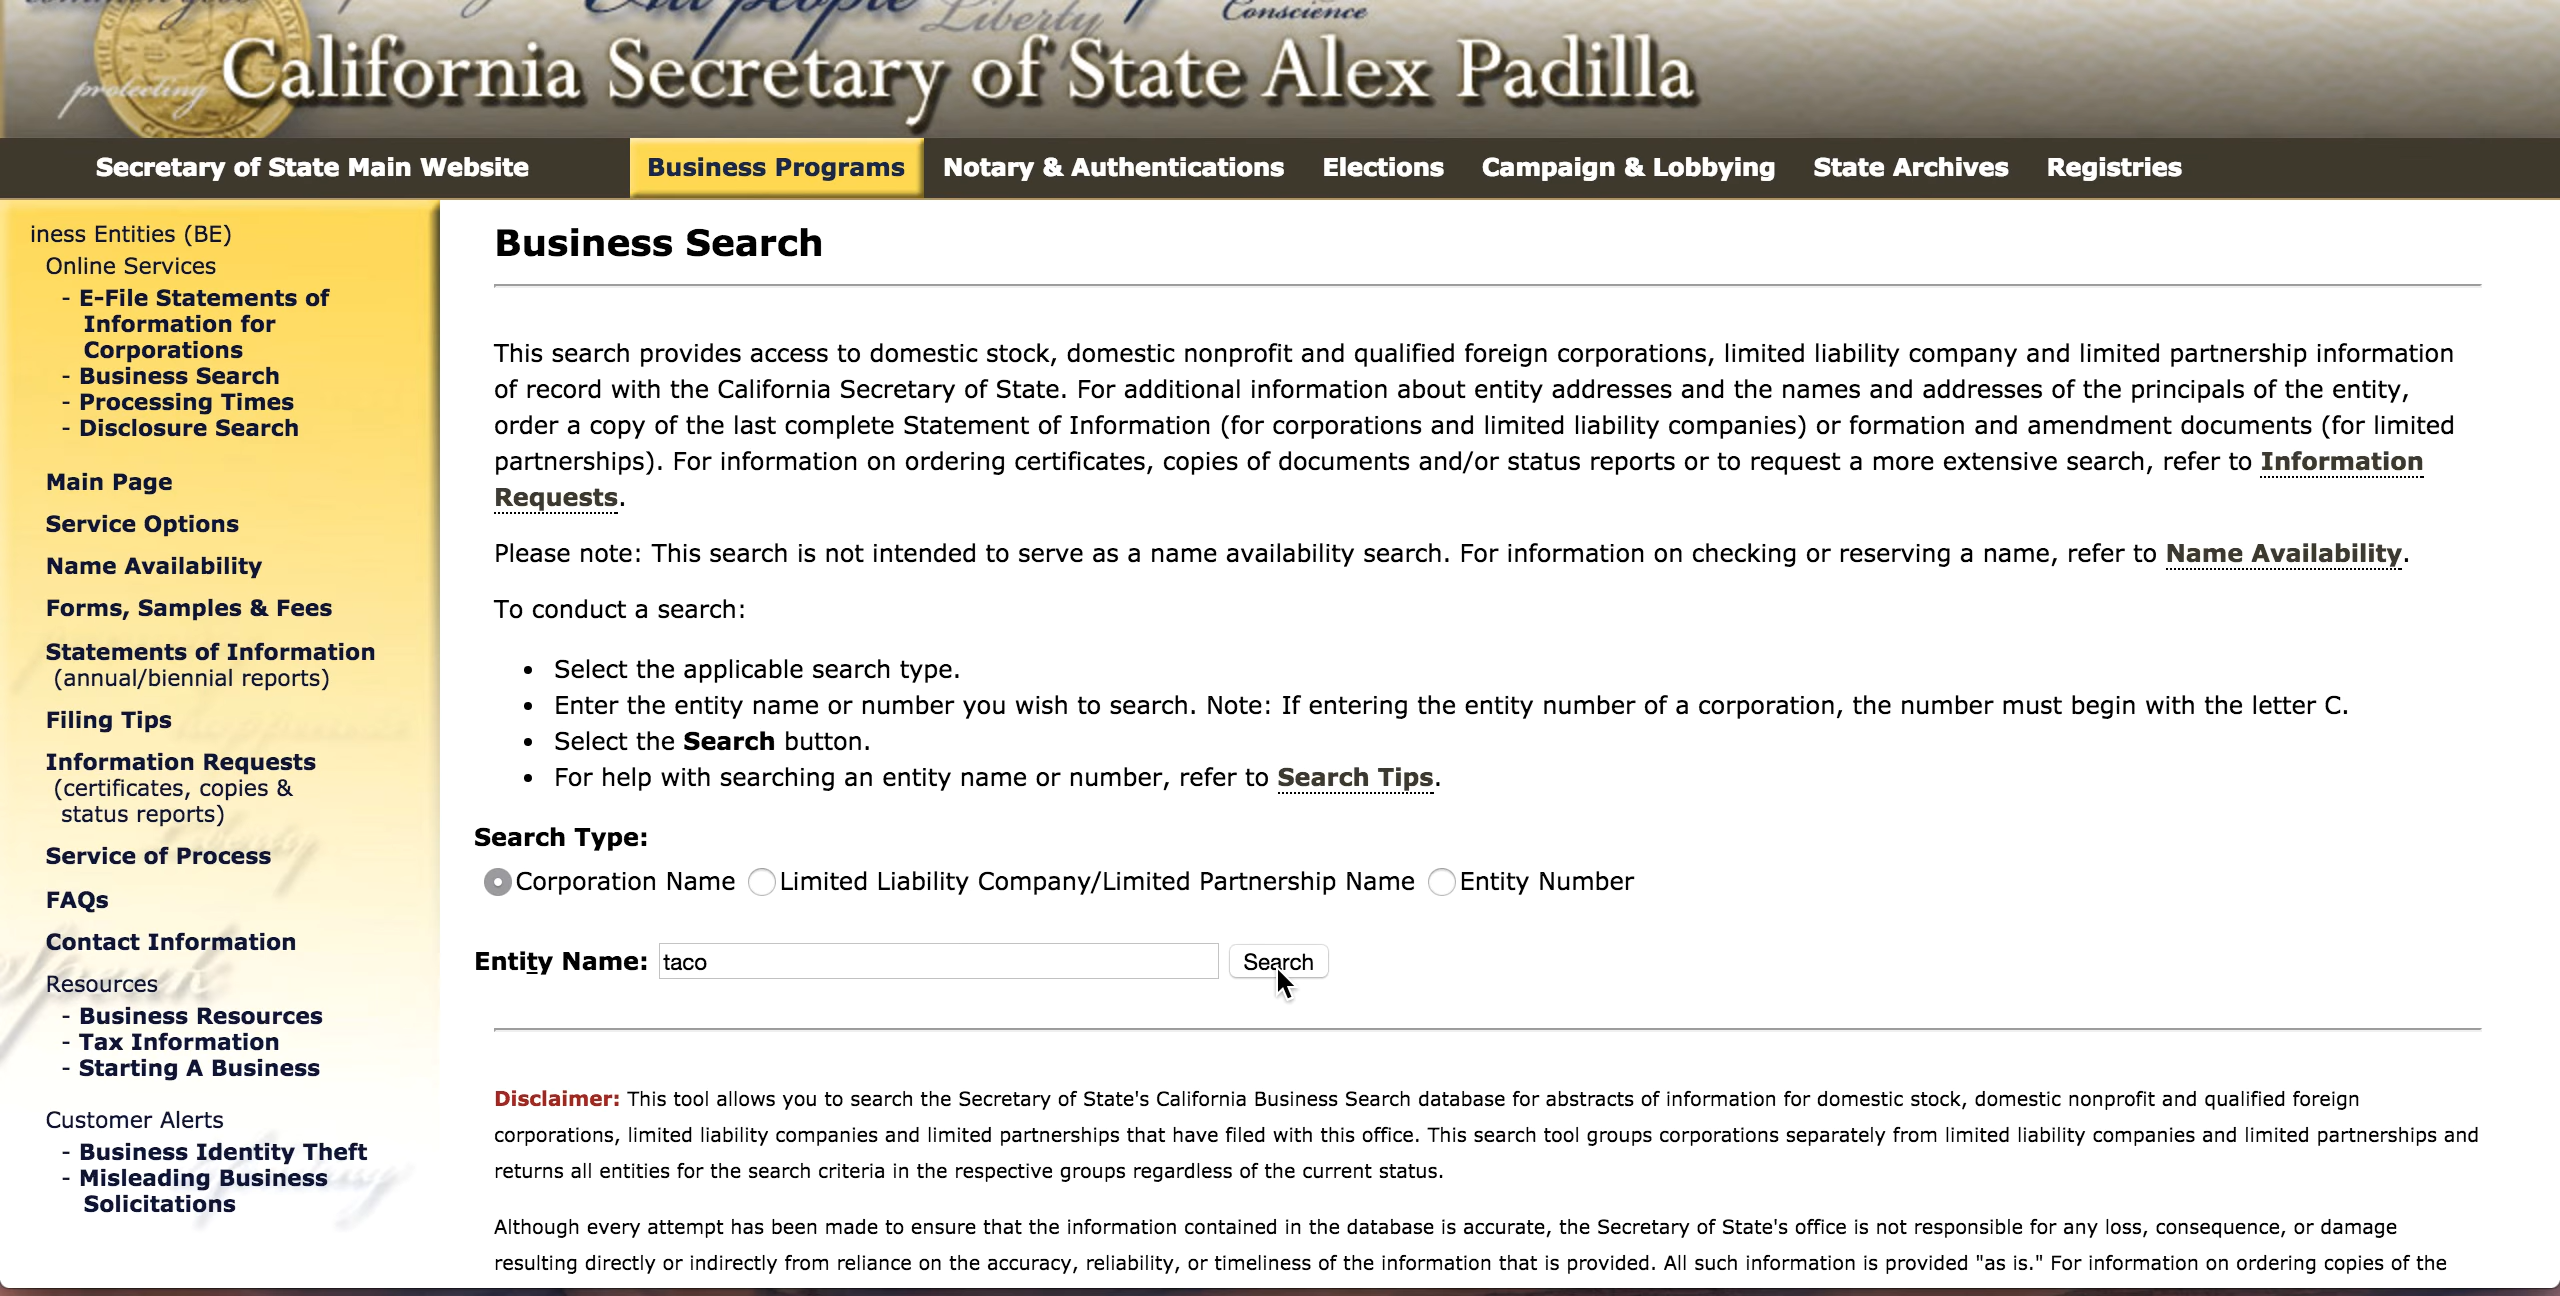 people
Liberty
Conscience
protecting
California Secretary of State Alex Padilla
Secretary of State Main Website
Business Programs
Notary & Authentications
Elections
Campaign & Lobbying
State Archives
Registries
iness Entities (BE)
Online Services
- E-File Statements of
Information for
Corporations
- Business Search
- Processing Times
- Disclosure Search
Main Page
Service Options
Name Availability
Forms, Samples & Fees
Statements of Information
(annual/biennial reports)
Filing Tips
Information Requests
(certificates, copies &
status reports)
Service of Process
FAQs
Contact Information
Resources
- Business Resources
- Tax Information
- Starting A Business
Customer Alerts
- Business Identity Theft
- Misleading Business
Solicitations
Business Search
This search provides access to domestic stock, domestic nonprofit and qualified foreign corporations, limited liability company and limited partnership information
of record with the California Secretary of State. For additional information about entity addresses and the names and addresses of the principals of the entity,
order a copy of the last complete Statement of Information (for corporations and limited liability companies) or formation and amendment documents (for limited
partnerships). For information on ordering certificates, copies of documents and/or status reports or to request a more extensive search, refer to Information
Requests.
Please note: This search is not intended to serve as a name availability search. For information on checking or reserving a name, refer to Name Availability.
To conduct a search:
• Select the applicable search type.
• Enter the entity name or number you wish to search. Note: If entering the entity number of a corporation, the number must begin with the letter C.
• Select the Search button.
• For help with searching an entity name or number, refer to Search Tips.
Search Type:
Corporation Name Limited Liability Company/Limited Partnership Name Entity Number
Entity Name: taco Search
Disclaimer: This tool allows you to search the Secretary of State's California Business Search database for abstracts of information for domestic stock, domestic nonprofit and qualified foreign
corporations, limited liability companies and limited partnerships that have filed with this office. This search tool groups corporations separately from limited liability companies and limited partnerships and
returns all entities for the search criteria in the respective groups regardless of the current status.
Although every attempt has been made to ensure that the information contained in the database is accurate, the Secretary of State's office is not responsible for any loss, consequence, or damage
resulting directly or indirectly from reliance on the accuracy, reliability, or timeliness of the information that is provided. All such information is provided "as is." For information on ordering copies of the